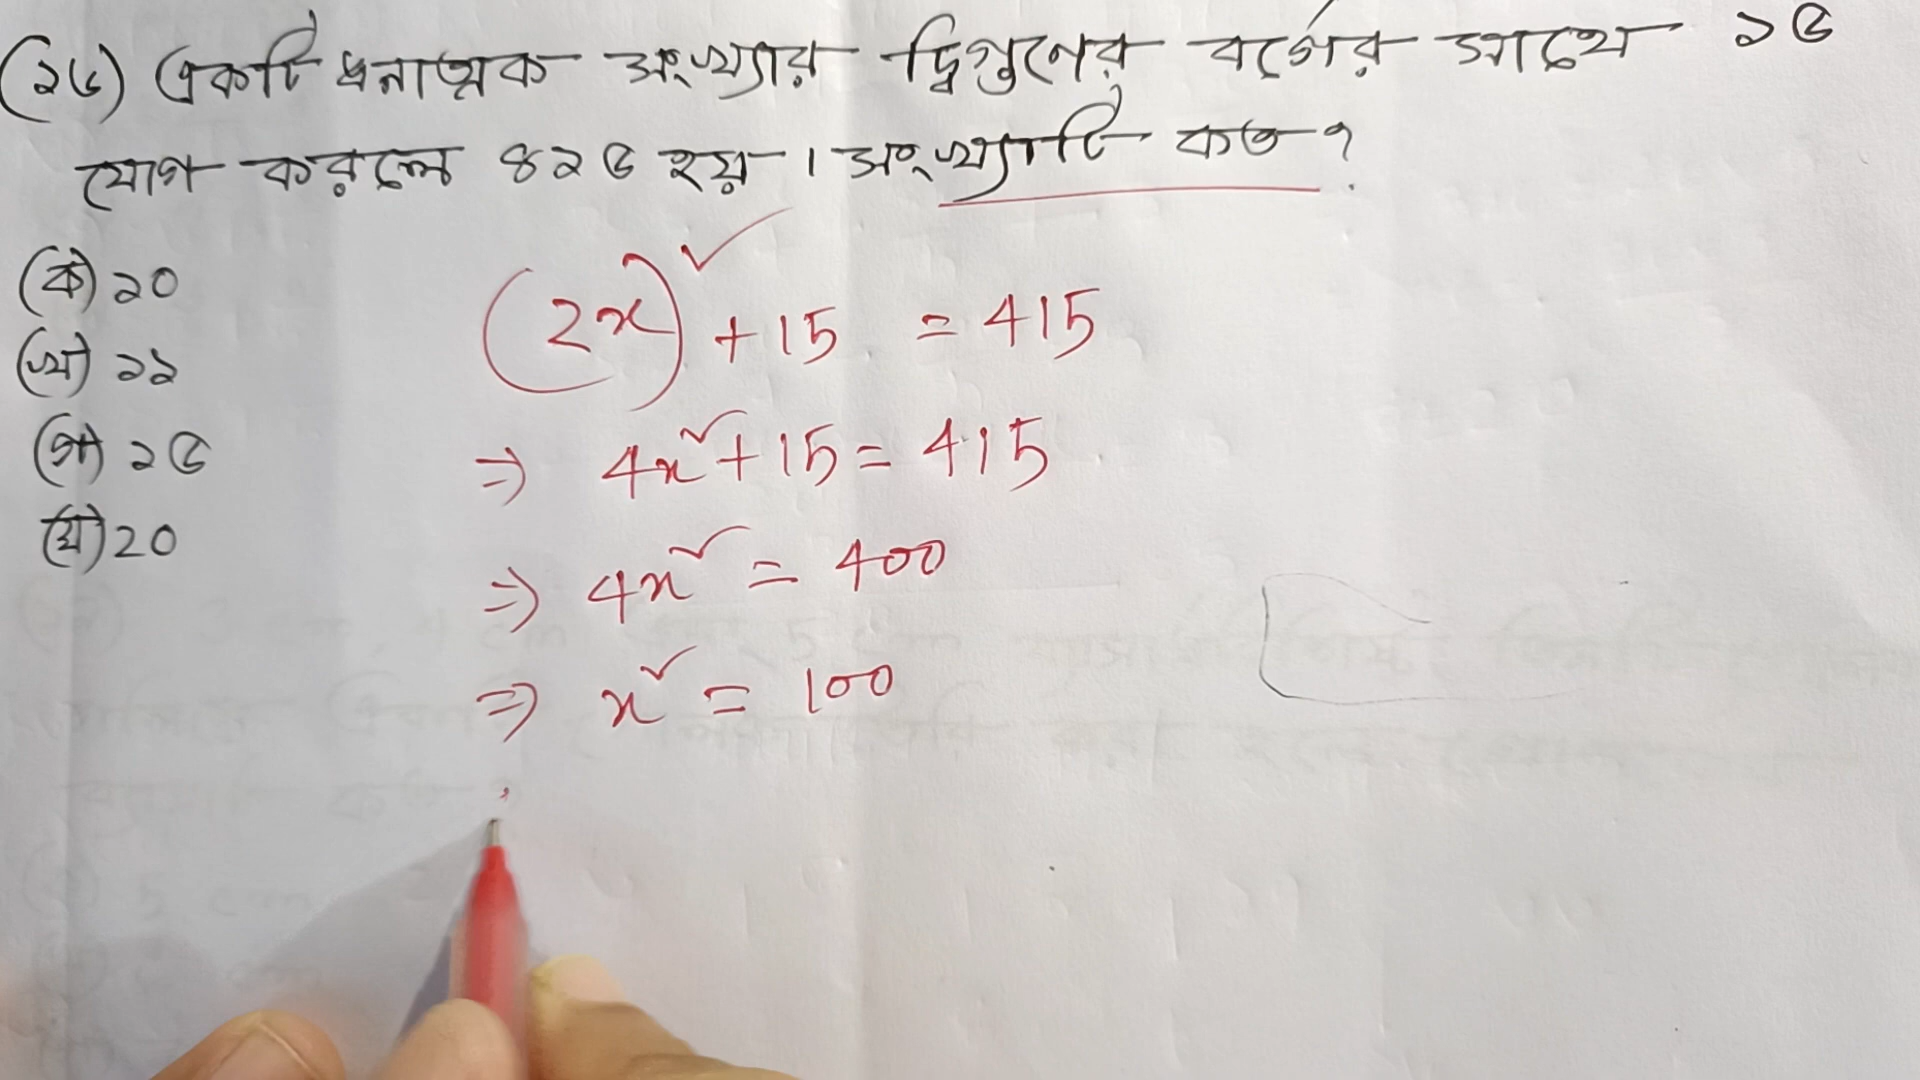 (১৬) একটি ধনাত্মক সংখ্যার দ্বিগুনের বর্গের সাথে ১৫
যোগ করলে ৪১৫ হয়। সংখ্যাটি কত?
(ক) ১০
(খ) ১১
(গ) ১৫
(ঘ) ২০
(2x)² + 15 = 415
⇒ 4x² + 15 = 415
⇒ 4x² = 400
⇒ x² = 100